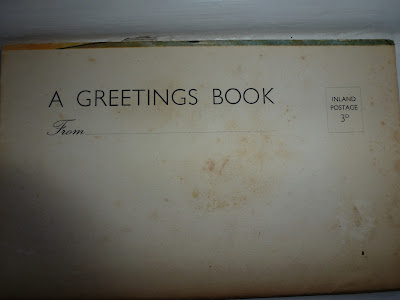 A GREETINGS BOOK
From
INLAND
POSTAGE
3D